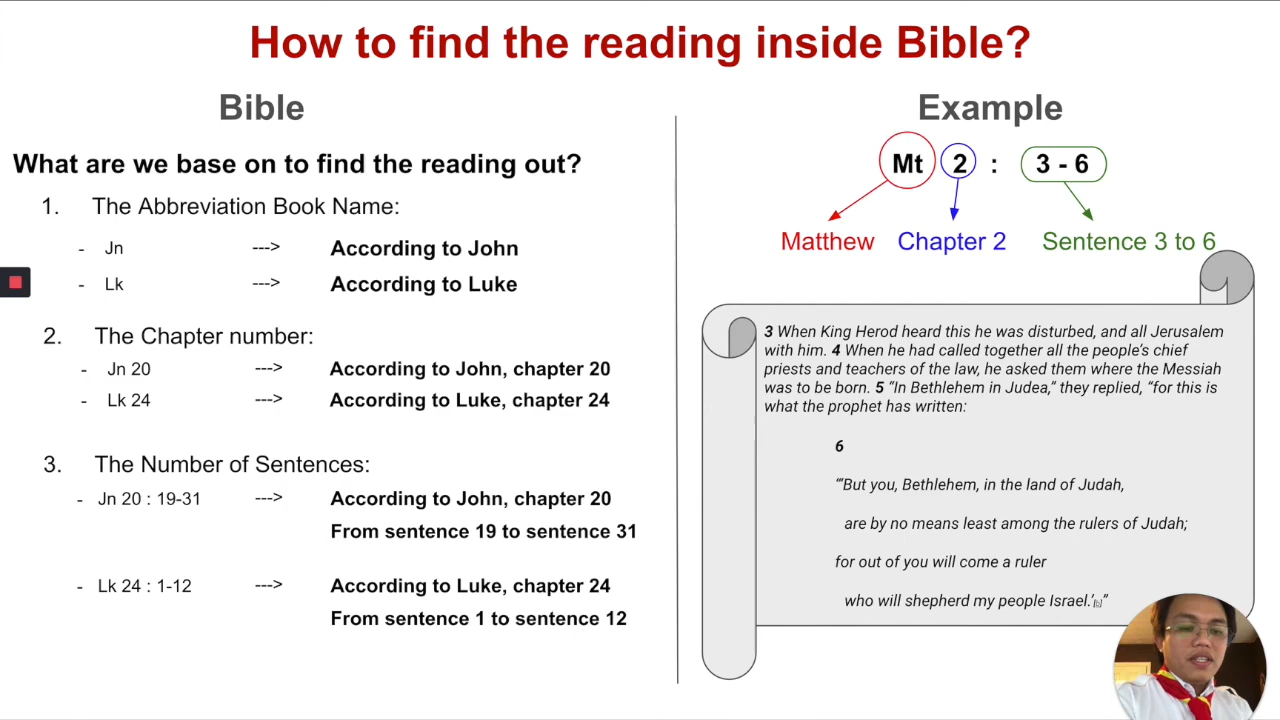 How to find the reading inside Bible?
Bible
What are we base on to find the reading out?
1. The Abbreviation Book Name:
- Jn ---> According to John
- Lk ---> According to Luke
2. The Chapter number:
- Jn 20 ---> According to John, chapter 20
- Lk 24 ---> According to Luke, chapter 24
3. The Number of Sentences:
- Jn 20 : 19-31 ---> According to John, chapter 20
From sentence 19 to sentence 31
- Lk 24 : 1-12 ---> According to Luke, chapter 24
From sentence 1 to sentence 12
Example
Mt 2 : 3 - 6
Matthew Chapter 2 Sentence 3 to 6
3 When King Herod heard this he was disturbed, and all Jerusalem
with him. 4 When he had called together all the people's chief
priests and teachers of the law, he asked them where the Messiah
was to be born. 5 “In Bethlehem in Judea,” they replied, “for this is
what the prophet has written:
6
“‘But you, Bethlehem, in the land of Judah,
are by no means least among the rulers of Judah;
for out of you will come a ruler
who will shepherd my people Israel.’”